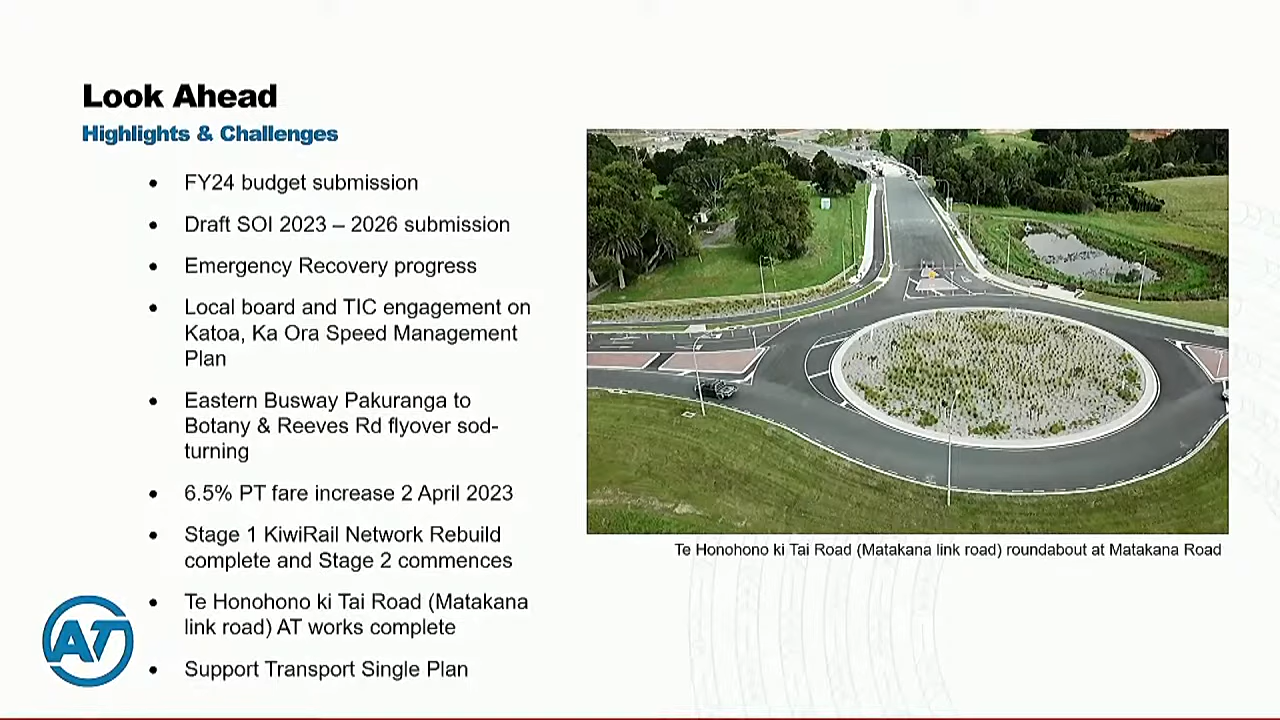 Look Ahead
Highlights & Challenges
• FY24 budget submission
• Draft SOI 2023 – 2026 submission
• Emergency Recovery progress
• Local board and TIC engagement on
Katoa, Ka Ora Speed Management
Plan
• Eastern Busway Pakuranga to
Botany & Reeves Rd flyover sod-
turning
• 6.5% PT fare increase 2 April 2023
• Stage 1 KiwiRail Network Rebuild
complete and Stage 2 commences
• Te Honohono ki Tai Road (Matakana
link road) AT works complete
• Support Transport Single Plan
Te Honohono ki Tai Road (Matakana link road) roundabout at Matakana Road
AT